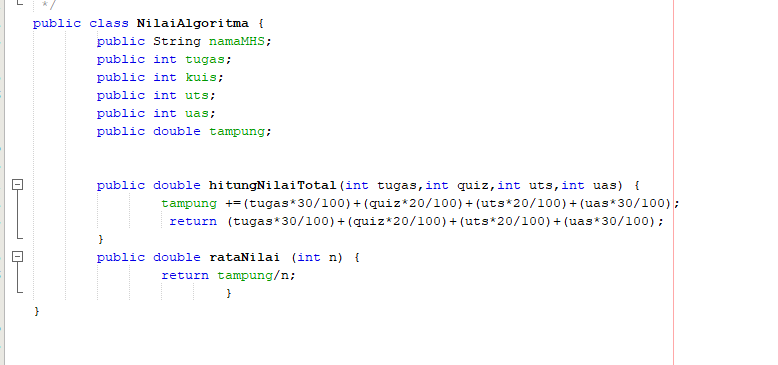 */
public class NilaiAlgoritma {
public String namaMHS;
public int tugas;
public int kuis;
public int uts;
public int uas;
public double tampung;
public double hitungNilaiTotal(int tugas,int quiz,int uts,int uas) {
tampung +=(tugas*30/100)+(quiz*20/100)+(uts*20/100)+(uas*30/100);
return (tugas*30/100)+(quiz*20/100)+(uts*20/100)+(uas*30/100);
}
public double rataNilai (int n) {
return tampung/n;
}
}